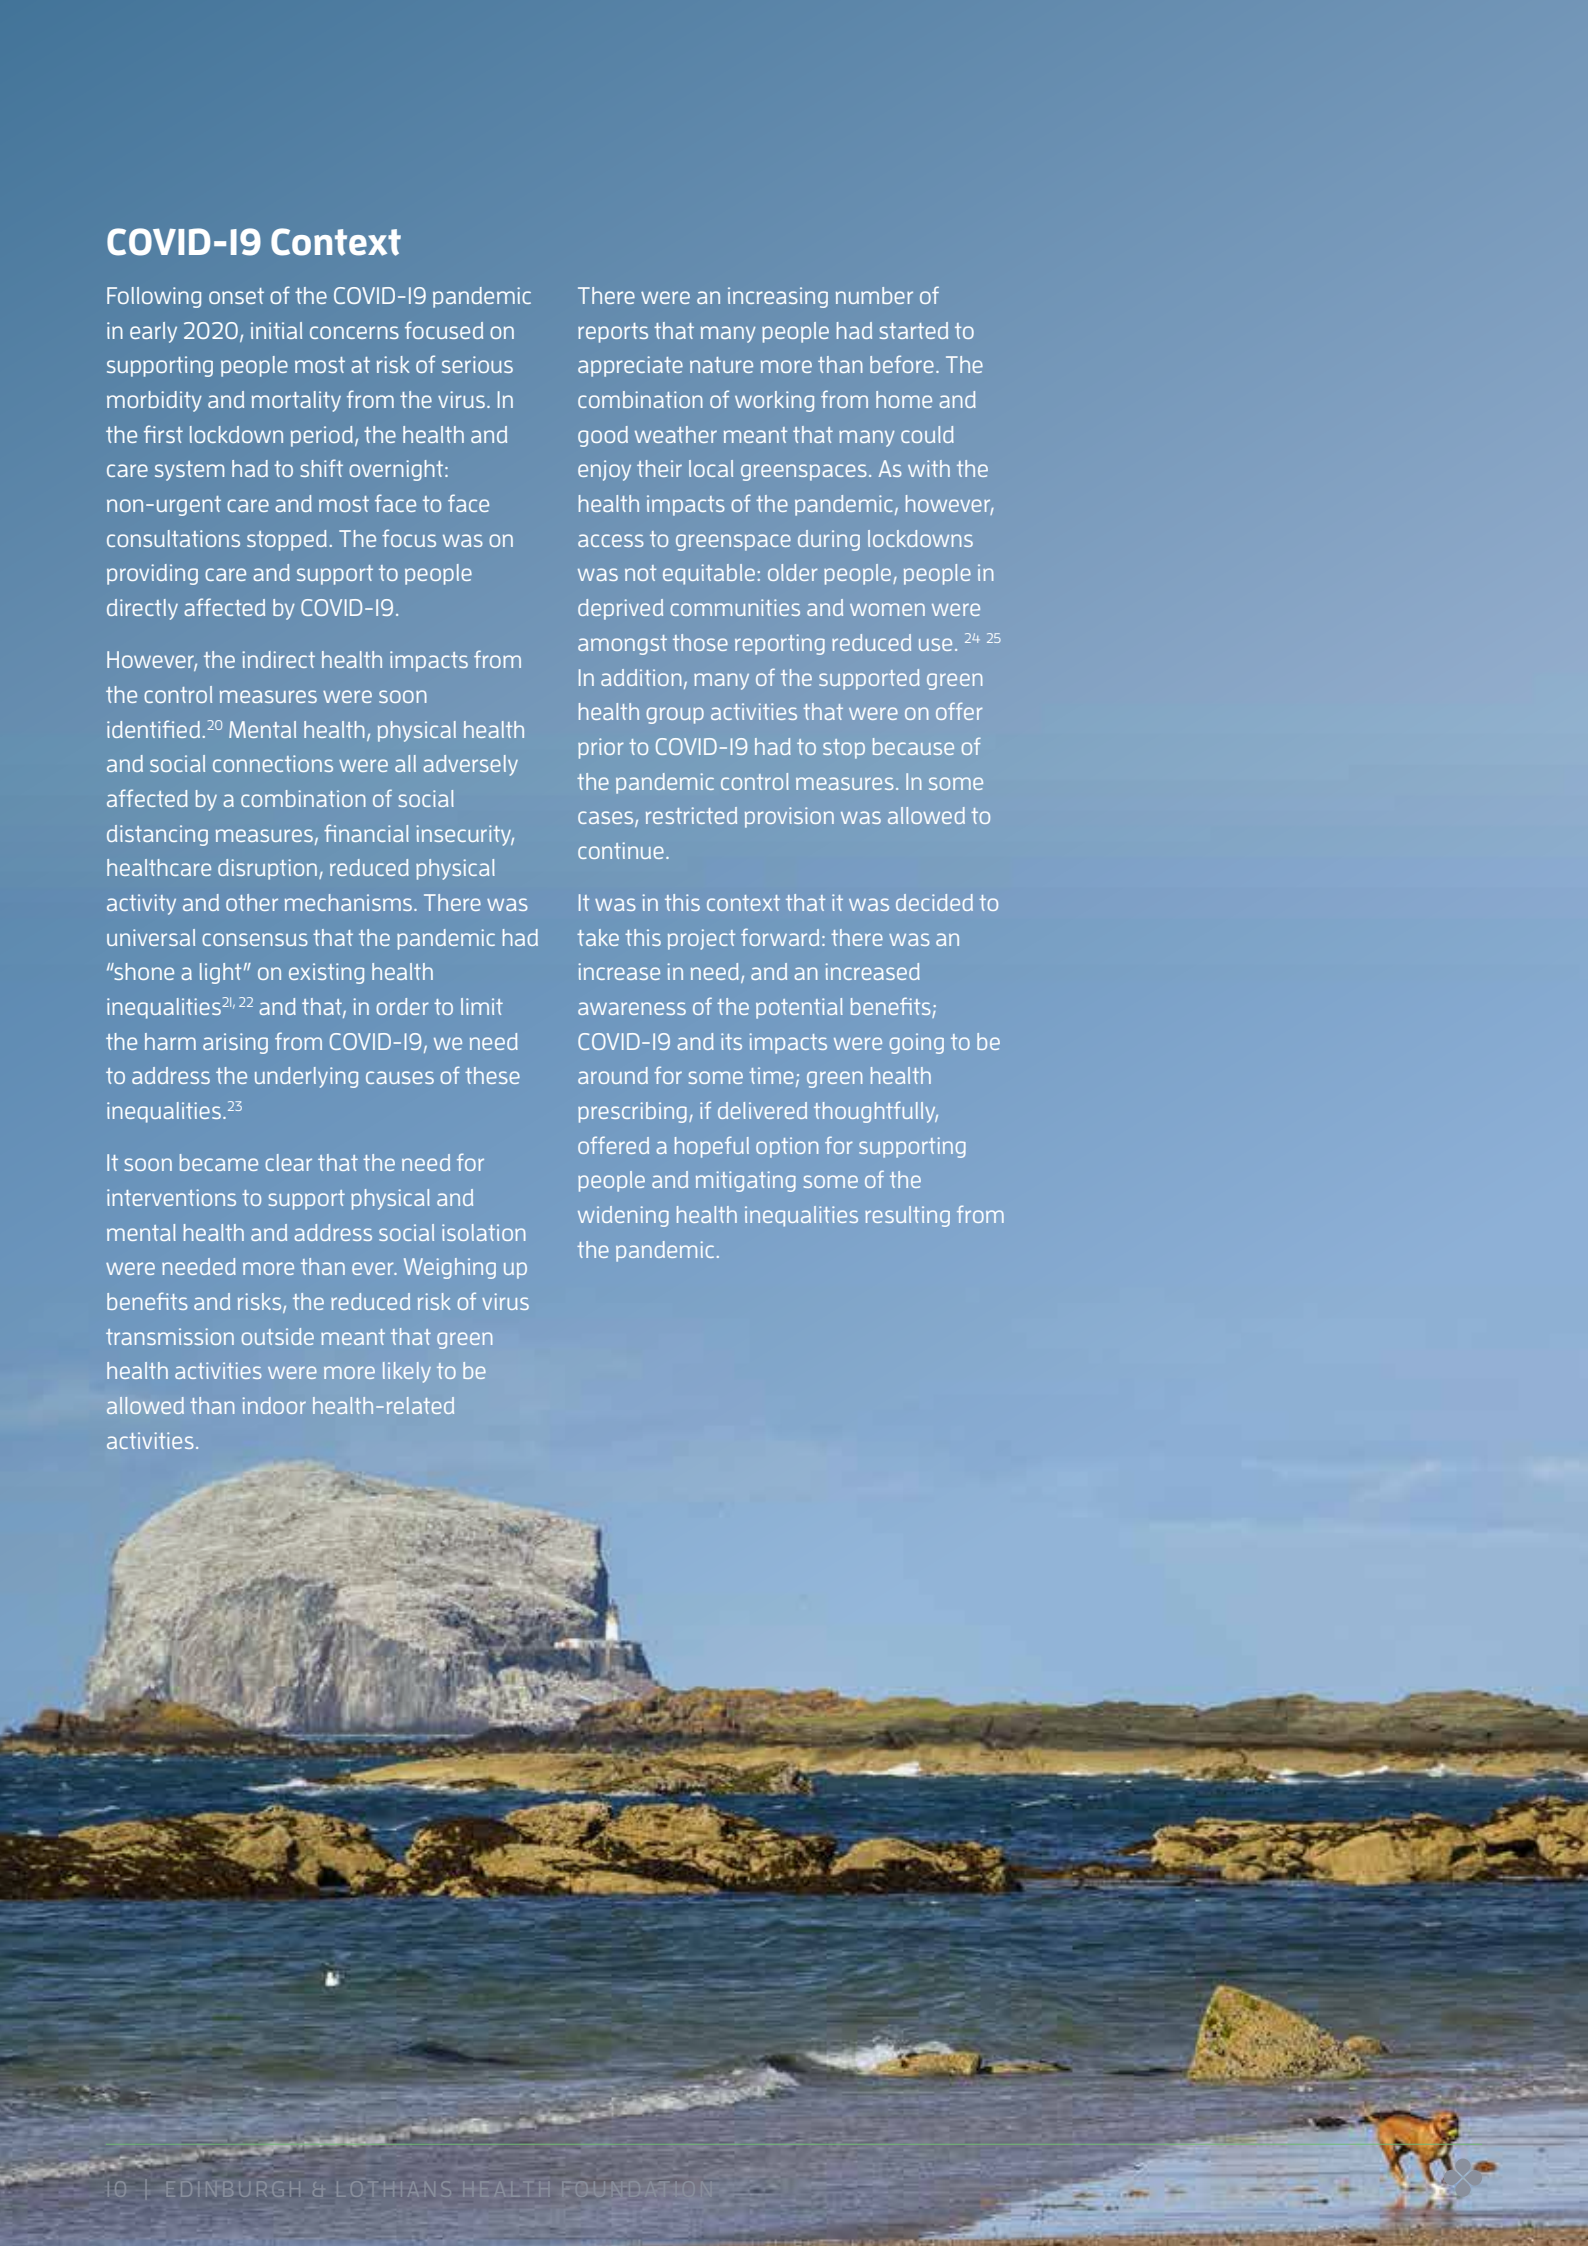 COVID-19 Context
Following onset of the COVID-19 pandemic
in early 2020, initial concerns focused on
supporting people most at risk of serious
morbidity and mortality from the virus. In
the first lockdown period, the health and
care system had to shift overnight:
non-urgent care and most face to face
consultations stopped. The focus was on
providing care and support to people
directly affected by COVID-19.
However, the indirect health impacts from
the control measures were soon
identified.20 Mental health, physical health
and social connections were all adversely
affected by a combination of social
distancing measures, financial insecurity,
healthcare disruption, reduced physical
activity and other mechanisms. There was
universal consensus that the pandemic had
“shone a light” on existing health
inequalities21, 22 and that, in order to limit
the harm arising from COVID-19, we need
to address the underlying causes of these
inequalities.23
It soon became clear that the need for
interventions to support physical and
mental health and address social isolation
were needed more than ever. Weighing up
benefits and risks, the reduced risk of virus
transmission outside meant that green
health activities were more likely to be
allowed than indoor health-related
activities.
There were an increasing number of
reports that many people had started to
appreciate nature more than before. The
combination of working from home and
good weather meant that many could
enjoy their local greenspaces. As with the
health impacts of the pandemic, however,
access to greenspace during lockdowns
was not equitable: older people, people in
deprived communities and women were
amongst those reporting reduced use. 24 25
In addition, many of the supported green
health group activities that were on offer
prior to COVID-19 had to stop because of
the pandemic control measures. In some
cases, restricted provision was allowed to
continue.
It was in this context that it was decided to
take this project forward: there was an
increase in need, and an increased
awareness of the potential benefits;
COVID-19 and its impacts were going to be
around for some time; green health
prescribing, if delivered thoughtfully,
offered a hopeful option for supporting
people and mitigating some of the
widening health inequalities resulting from
the pandemic.
10 | EDINBURGH & LOTHIANS HEALTH FOUNDATION